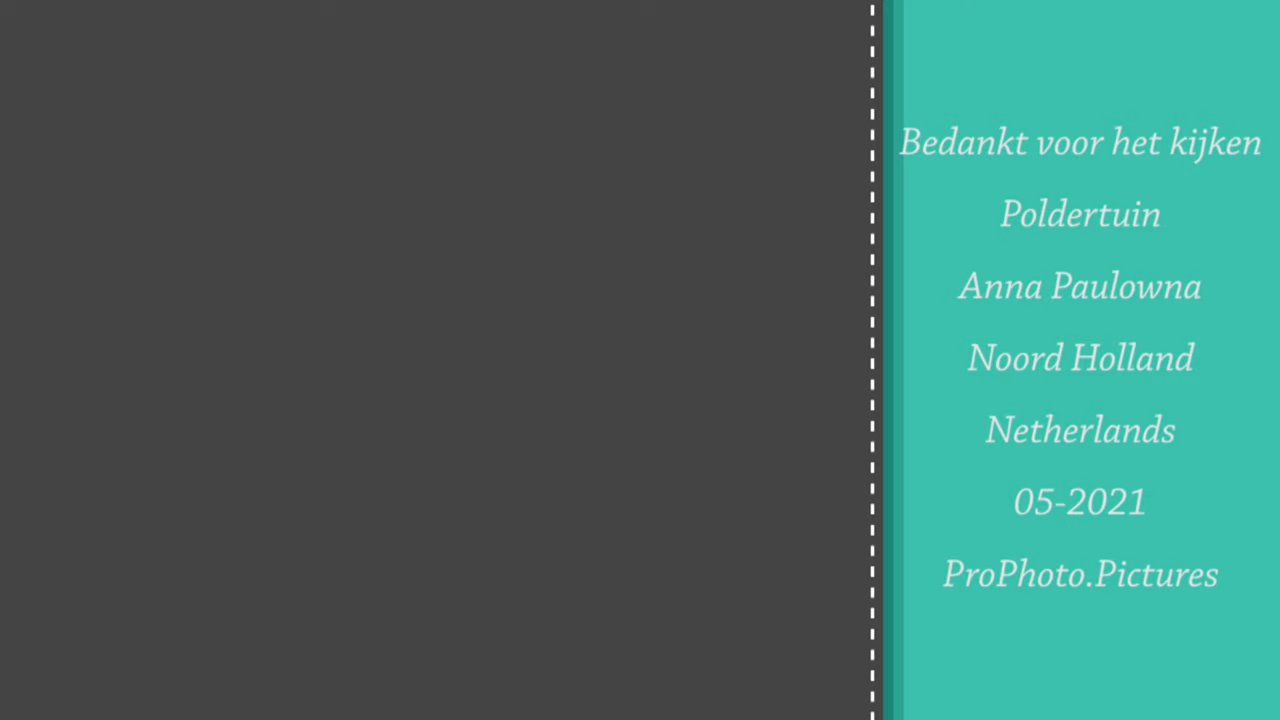 Bedankt voor het kijken
Poldertuin
Anna Paulowna
Noord Holland
Netherlands
05-2021
ProPhoto.Pictures